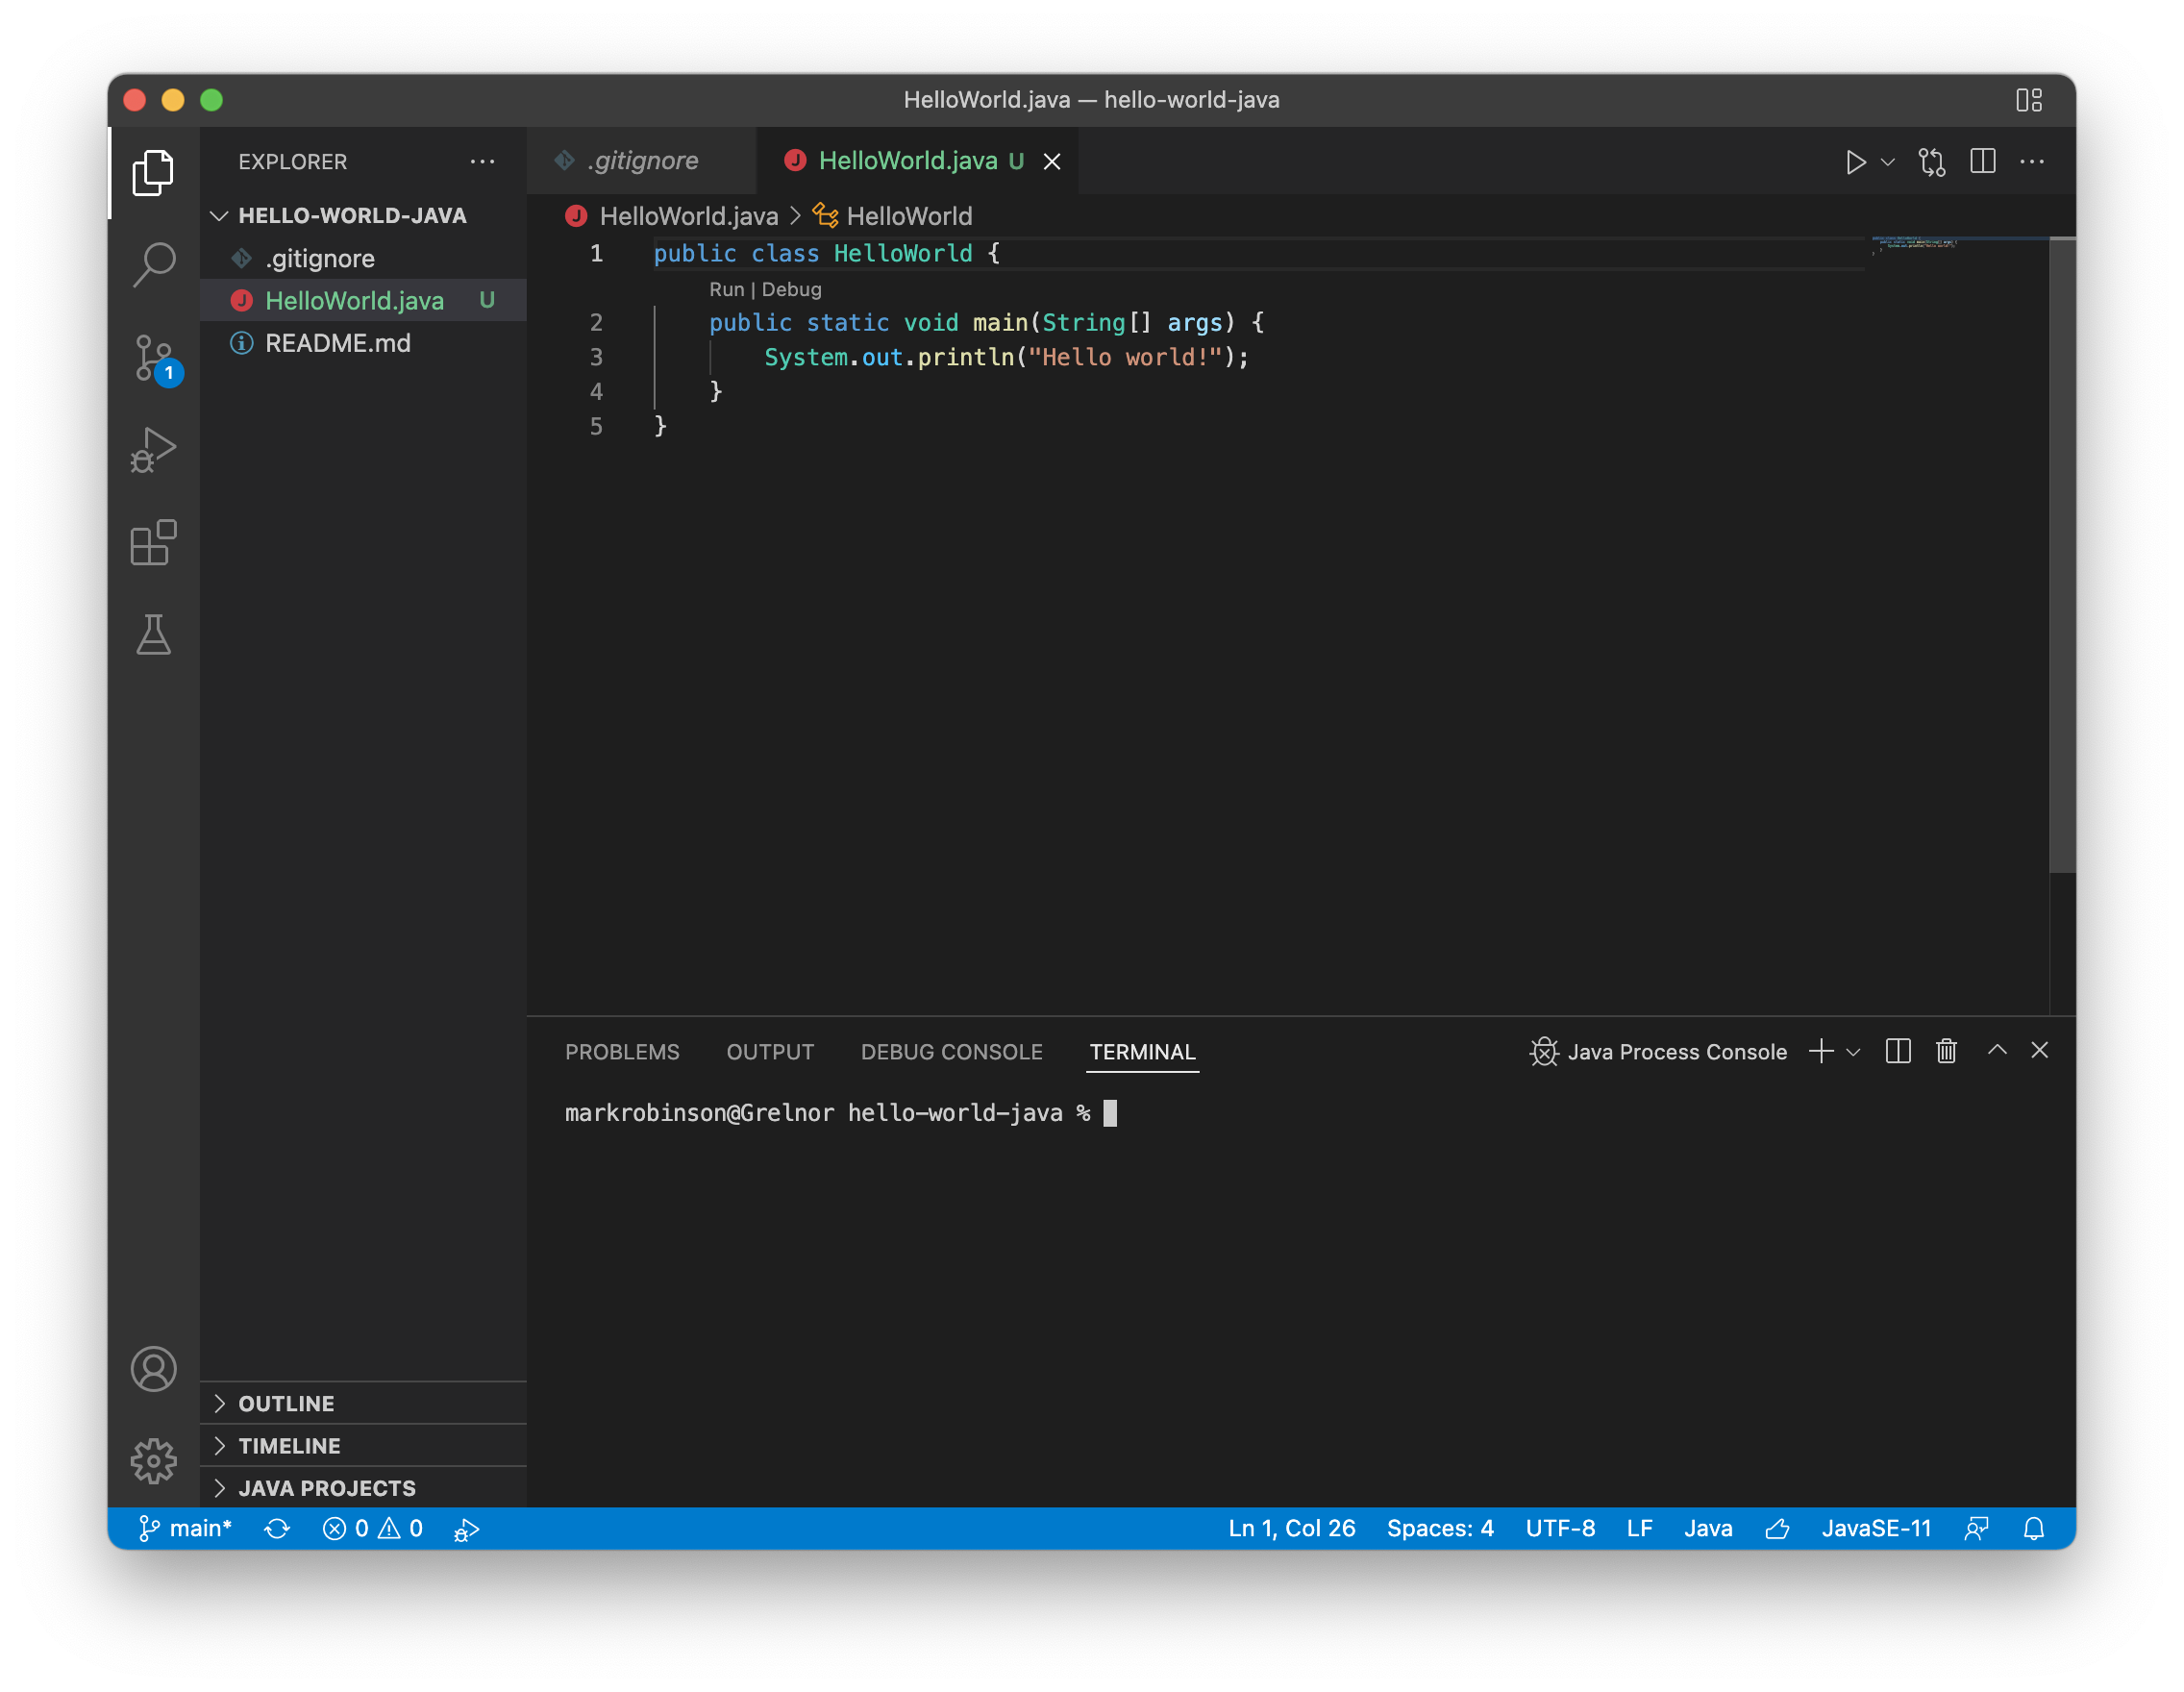 HelloWorld.java — hello-world-java
EXPLORER
.gitignore
HelloWorld.java U
HELLO-WORLD-JAVA
.gitignore
HelloWorld.java U
README.md
1
HelloWorld.java > HelloWorld
1 public class HelloWorld {
Run | Debug
2 public static void main(String[] args) {
3 System.out.println("Hello world!");
4 }
5 }
PROBLEMS OUTPUT DEBUG CONSOLE TERMINAL
Java Process Console
markrobinson@Grelnor hello-world-java %
OUTLINE
TIMELINE
JAVA PROJECTS
main* 0 0 Ln 1, Col 26 Spaces: 4 UTF-8 LF Java JavaSE-11